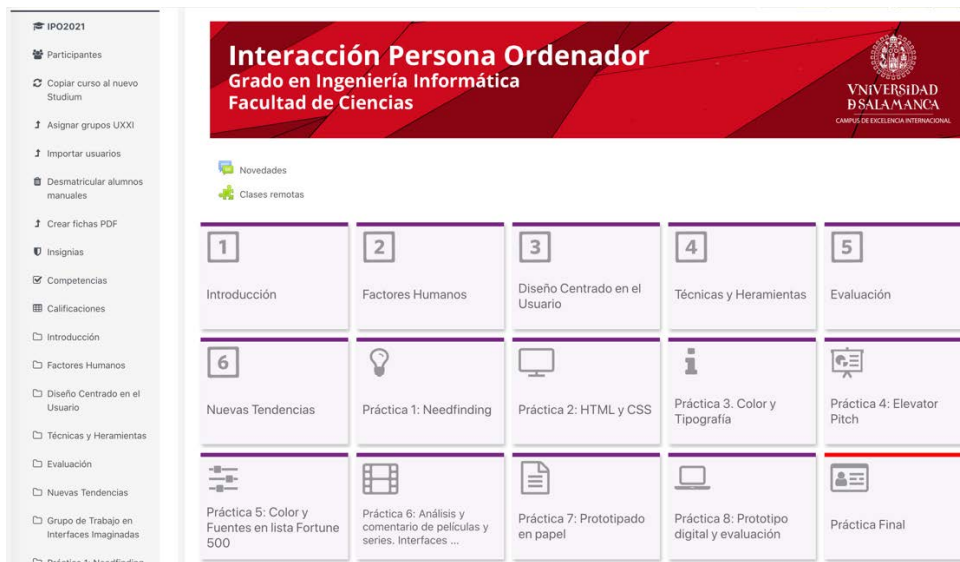 IPO2021
Participantes
Copiar curso al nuevo
Studium
Asignar grupos UXXI
Importar usuarios
Desmatricular alumnos
manuales
Crear fichas PDF
Insignias
Competencias
Calificaciones
Introducción
Factores Humanos
Diseño Centrado en el
Usuario
Técnicas y Heramientas
Evaluación
Nuevas Tendencias
Grupo de Trabajo en
Interfaces Imaginadas
Práctica 1: Needfinding
Interacción Persona Ordenador
Grado en Ingeniería Informática
Facultad de Ciencias
VNiVERSiDAD
D SALAMANCA
CAMPUS DE EXCELENCIA INTERNACIONAL
Novedades
Clases remotas
1
Introducción
2
Factores Humanos
3
Diseño Centrado en el
Usuario
4
Técnicas y Heramientas
5
Evaluación
6
Nuevas Tendencias
Práctica 1: Needfinding
Práctica 2: HTML y CSS
Práctica 3. Color y
Tipografía
Práctica 4: Elevator
Pitch
Práctica 5: Color y
Fuentes en lista Fortune
500
Práctica 6: Análisis y
comentario de películas y
series. Interfaces ...
Práctica 7: Prototipado
en papel
Práctica 8: Prototipo
digital y evaluación
Práctica Final